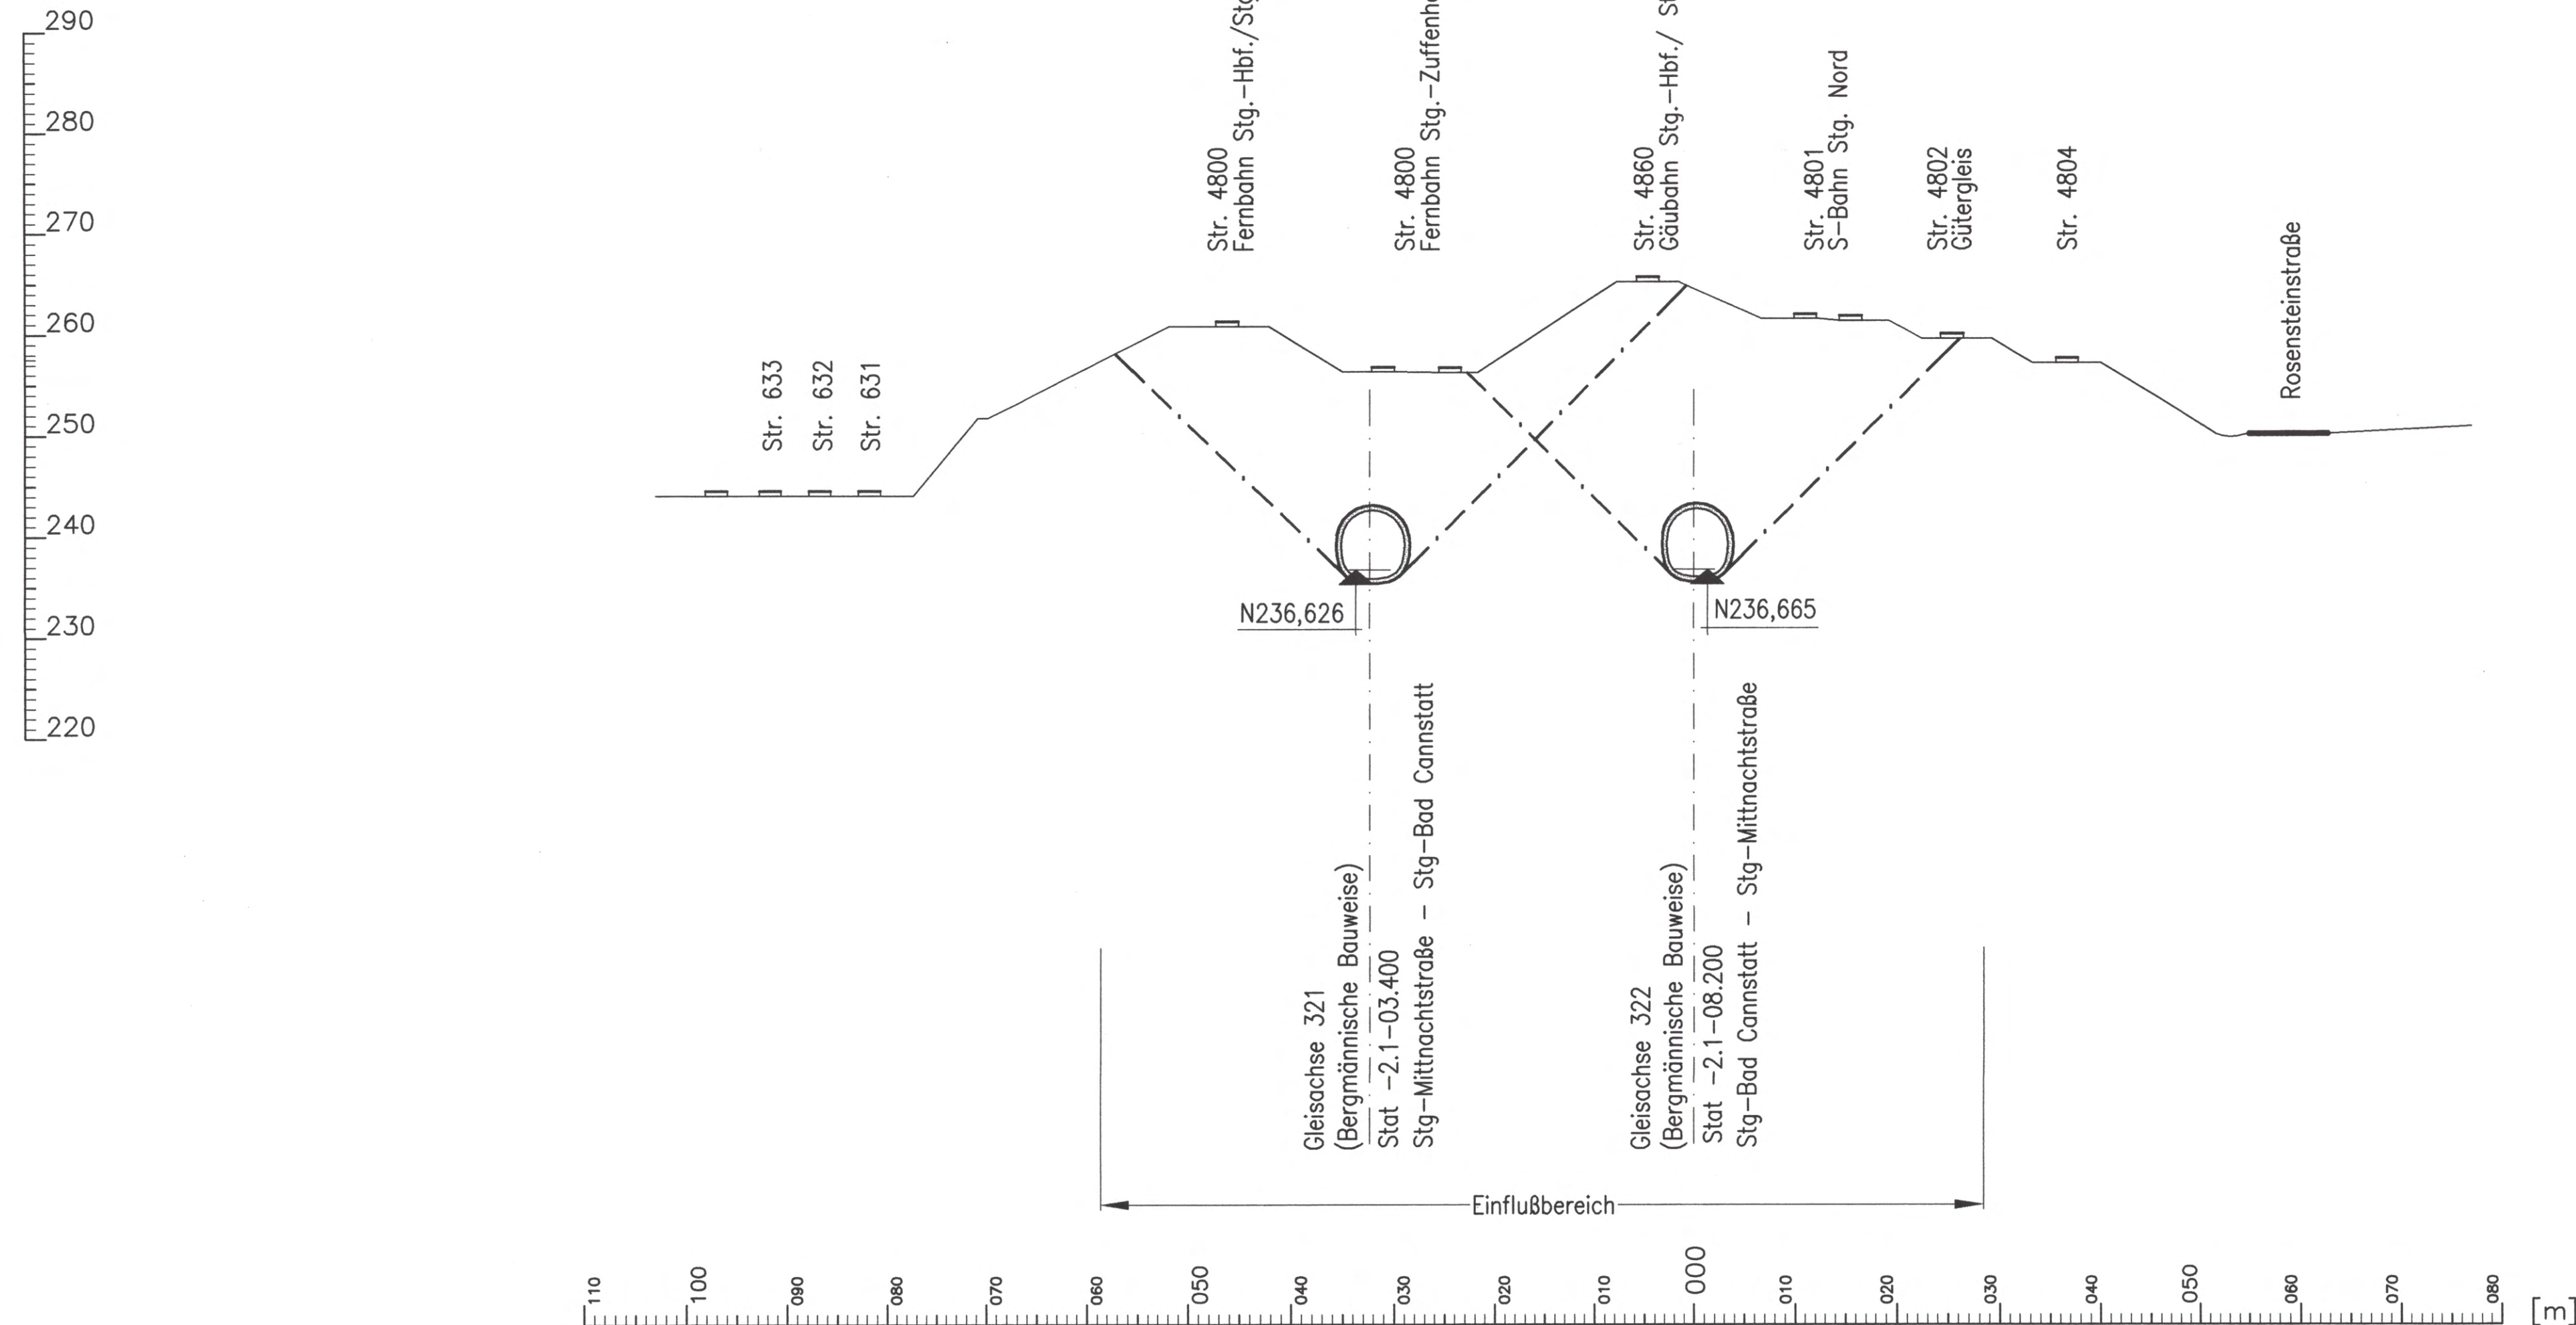 290
280
270
260
250
240
230
220
Str. 633
Str. 632
Str. 631
Str. 4800
Fernbahn Stg.-Hbf./
Str. 4800
Fernbahn
Str. 4860
Gäubahn Stg.-Hbf./
Str. 4801
S-Bahn Stg. Nord
Str. 4802
Gütergleis
Str. 4804
Rosensteinstraße
N236,626
N236,665
Gleisachse 321
(Bergmännische Bauweise)
Stat -2.1-03.400
Stg-Mittnachtstraße - Stg-Bad Cannstatt
Gleisachse 322
(Bergmännische Bauweise)
Stat -2.1-08.200
Stg-Bad Cannstatt - Stg-Mittnachtstraße
Einflußbereich
110 100 090 080 070 060 050 040 030 020 010 000 010 020 030 040 050 060 070 080 [m]